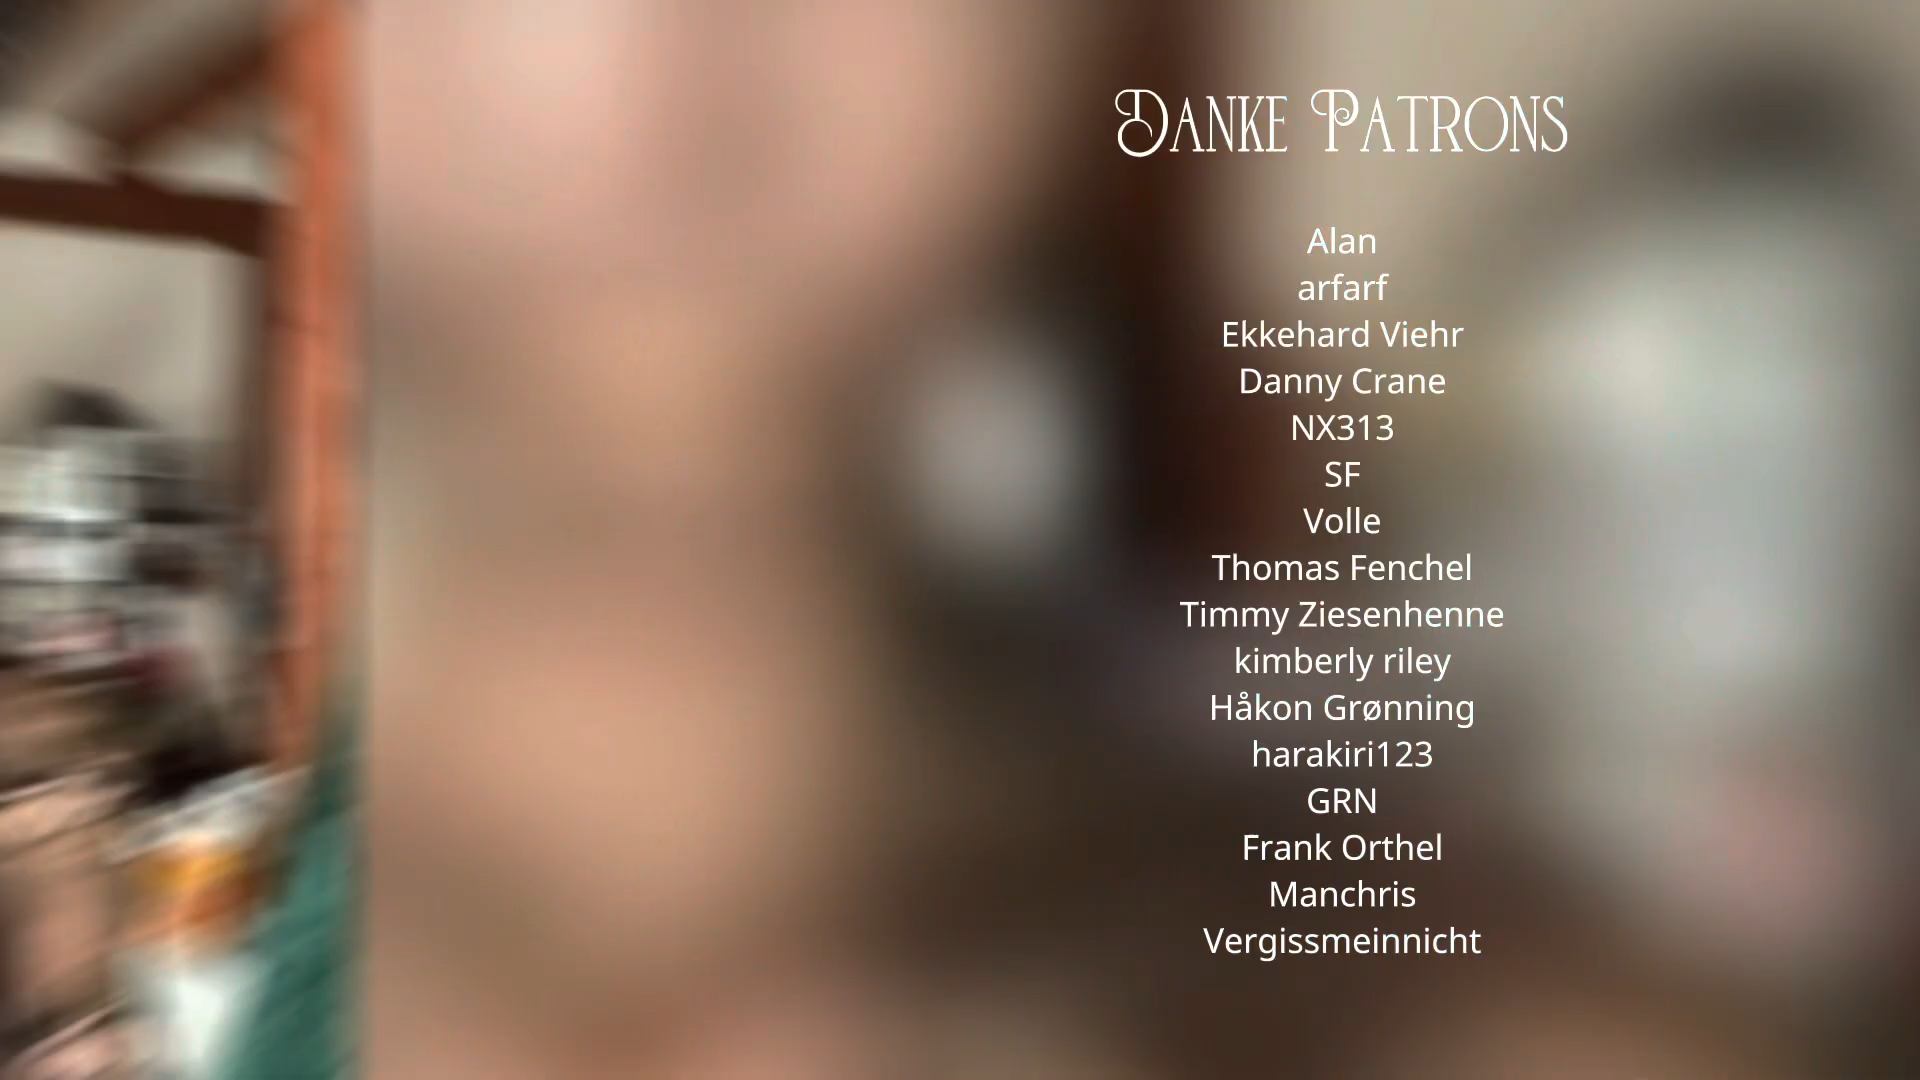 Danke Patrons
Alan
arfarf
Ekkehard Viehr
Danny Crane
NX313
SF
Volle
Thomas Fenchel
Timmy Ziesenhenne
kimberly riley
Håkon Grønning
harakiri123
GRN
Frank Orthel
Manchris
Vergissmeinnicht